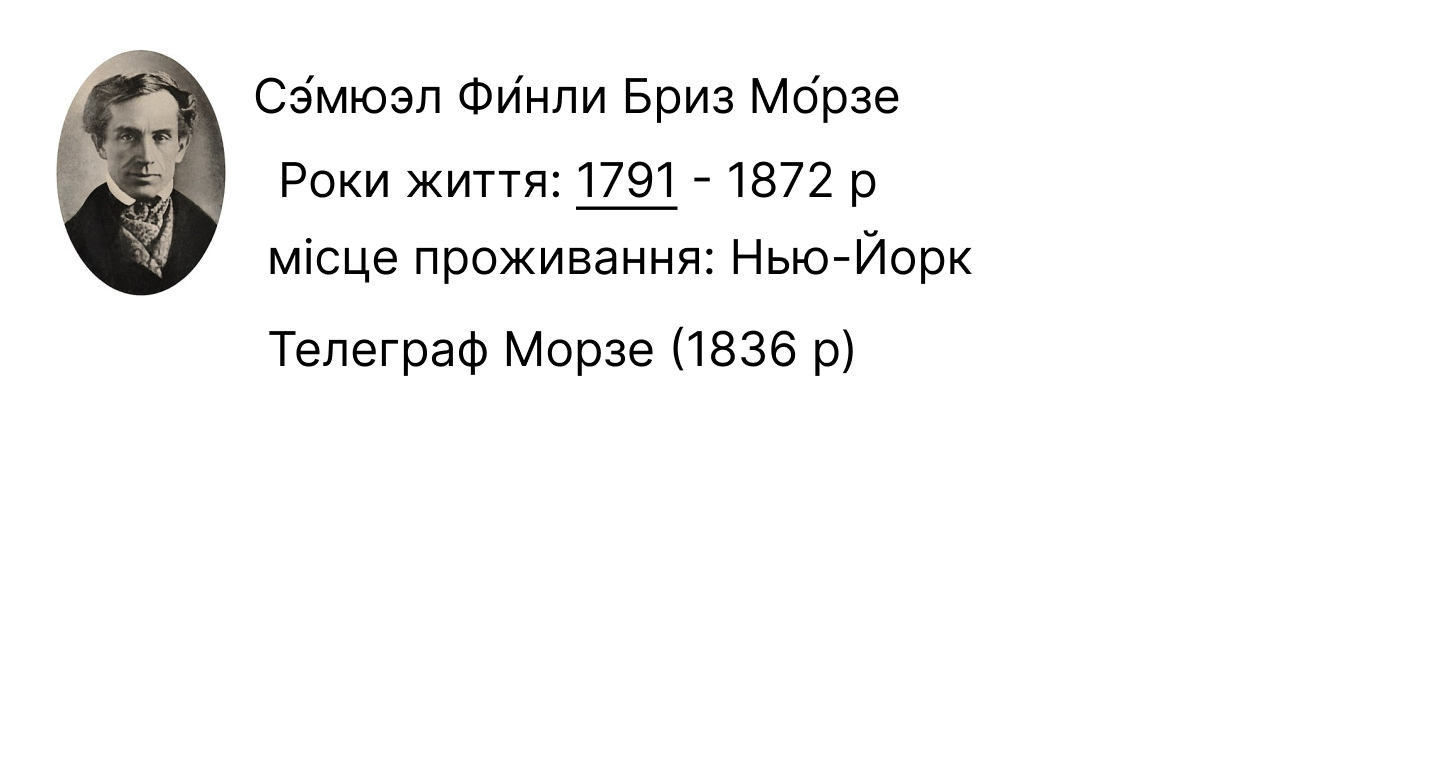 Сэ́мюэл Фи́нли Бриз Мо́рзе
Роки життя: 1791 - 1872 р
місце проживання: Нью-Йорк
Телеграф Морзе (1836 р)